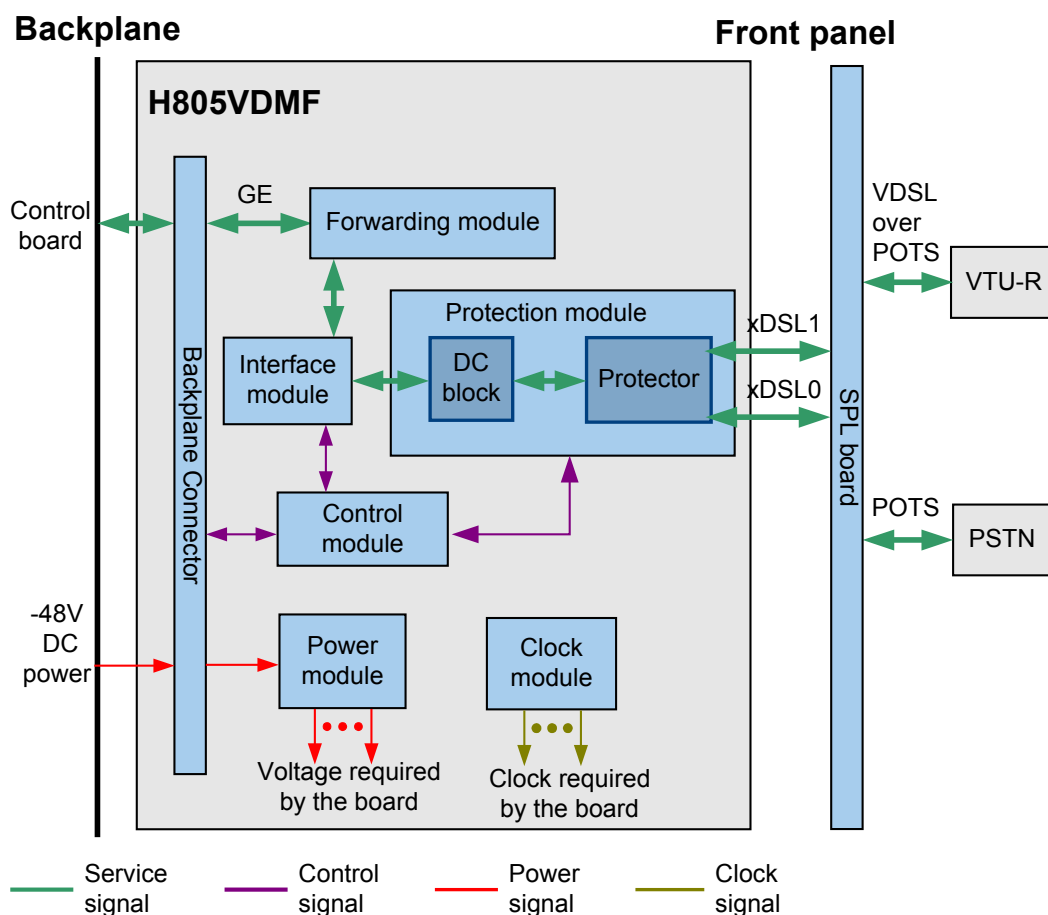 Backplane
Front panel
H805VDMF
Control
board
GE
Forwarding module
VDSL
over
POTS
VTU-R
Protection module
xDSL1
Interface
module
DC
block
Protector
xDSL0
Backplane Connector
SPL board
Control
module
POTS
PSTN
-48V
DC
power
Power
module
Clock
module
Voltage required
by the board
Clock required
by the board
Service
signal
Control
signal
Power
signal
Clock
signal